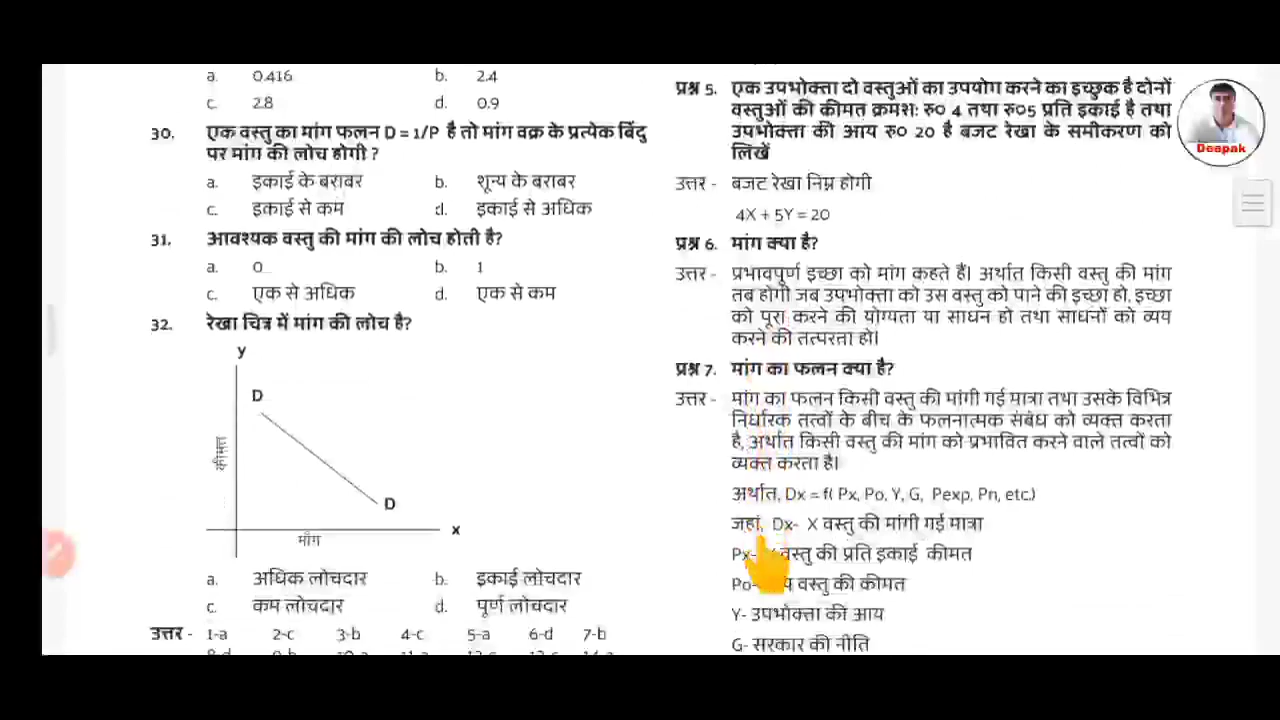 a. 0.416 b. 2.4
c. 2.8 d. 0.9
30. एक वस्तु का मांग फलन D = 1/P है तो मांग वक्र के प्रत्येक बिंदु
पर मांग की लोच होगी ?
a. इकाई के बराबर b. शून्य के बराबर
c. इकाई से कम d. इकाई से अधिक
31. आवश्यक वस्तु की मांग की लोच होती है?
a. 0 b. 1
c. एक से अधिक d. एक से कम
32. रेखा चित्र में मांग की लोच है?
y
D
कीमत
D
x
माँग
a. अधिक लोचदार b. इकाई लोचदार
c. कम लोचदार d. पूर्ण लोचदार
उत्तर - 1-a 2-c 3-b 4-c 5-a 6-d 7-b
प्रश्न 5. एक उपभोक्ता दो वस्तुओं का उपयोग करने का इच्छुक है दोनों
वस्तुओं की कीमत क्रमश: रु0 4 तथा रु05 प्रति इकाई है तथा
उपभोक्ता की आय रु0 20 है बजट रेखा के समीकरण को
लिखें
उत्तर - बजट रेखा निम्न होगी
4X + 5Y = 20
प्रश्न 6. मांग क्या है?
उत्तर - प्रभावपूर्ण इच्छा को मांग कहते हैं। अर्थात किसी वस्तु की मांग
तब होगी जब उपभोक्ता को उस वस्तु को पाने की इच्छा हो, इच्छा
को पूरा करने की योग्यता या साधन हो तथा साधनों को व्यय
करने की तत्परता हो।
प्रश्न 7. मांग का फलन क्या है?
उत्तर - मांग का फलन किसी वस्तु की मांगी गई मात्रा तथा उसके विभिन्न
निर्धारक तत्वों के बीच के फलनात्मक संबंध को व्यक्त करता
है, अर्थात किसी वस्तु की मांग को प्रभावित करने वाले तत्वों को
व्यक्त करता है।
अर्थात, Dx = f( Px, Po, Y, G, Pexp, Pn, etc.)
जहां, Dx- X वस्तु की मांगी गई मात्रा
Px- वस्तु की प्रति इकाई कीमत
Po- वस्तु की कीमत
Y- उपभोक्ता की आय
G- सरकार की नीति
Deepak